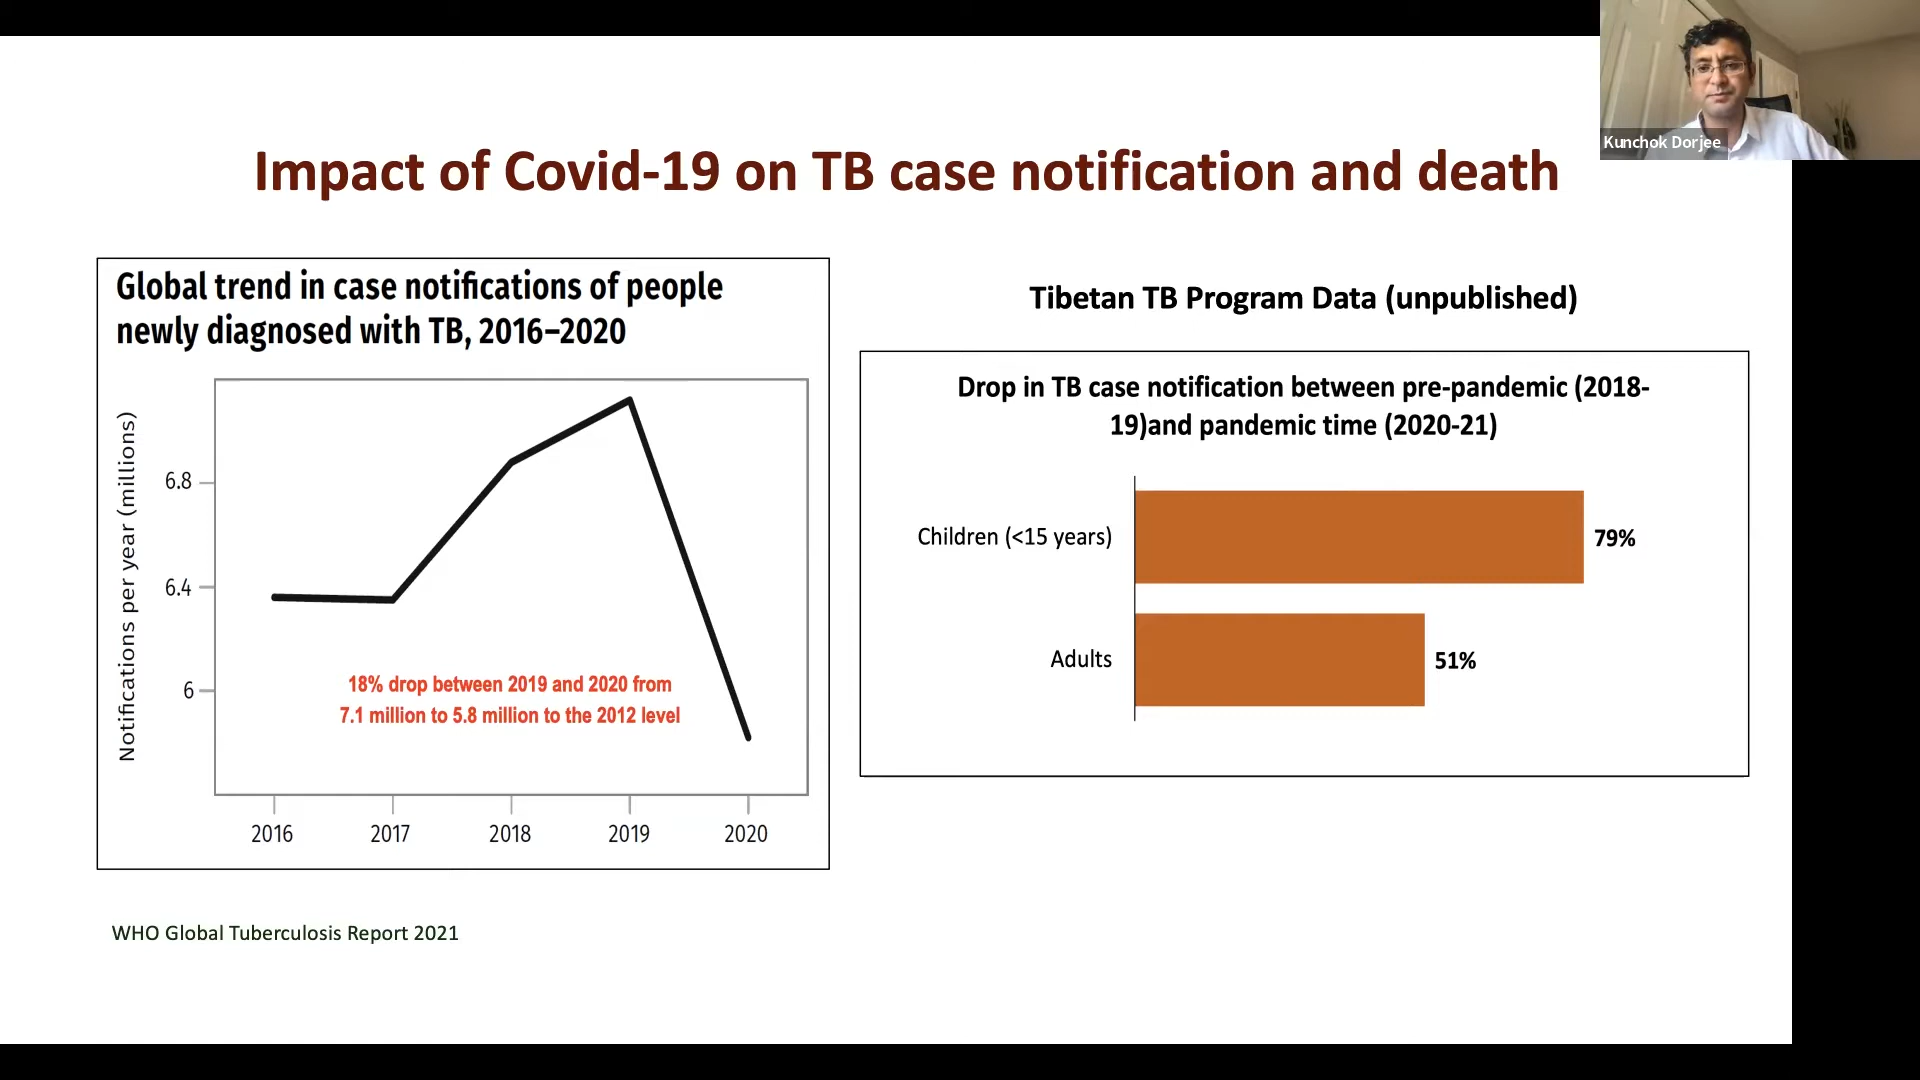 Kunchok Dorjee
Impact of Covid-19 on TB case notification and death
Global trend in case notifications of people
newly diagnosed with TB, 2016–2020
Notifications per year (millions)
6.8
6.4
6
18% drop between 2019 and 2020 from
7.1 million to 5.8 million to the 2012 level
2016
2017
2018
2019
2020
WHO Global Tuberculosis Report 2021
Tibetan TB Program Data (unpublished)
Drop in TB case notification between pre-pandemic (2018-
19)and pandemic time (2020-21)
Children (<15 years)
79%
Adults
51%